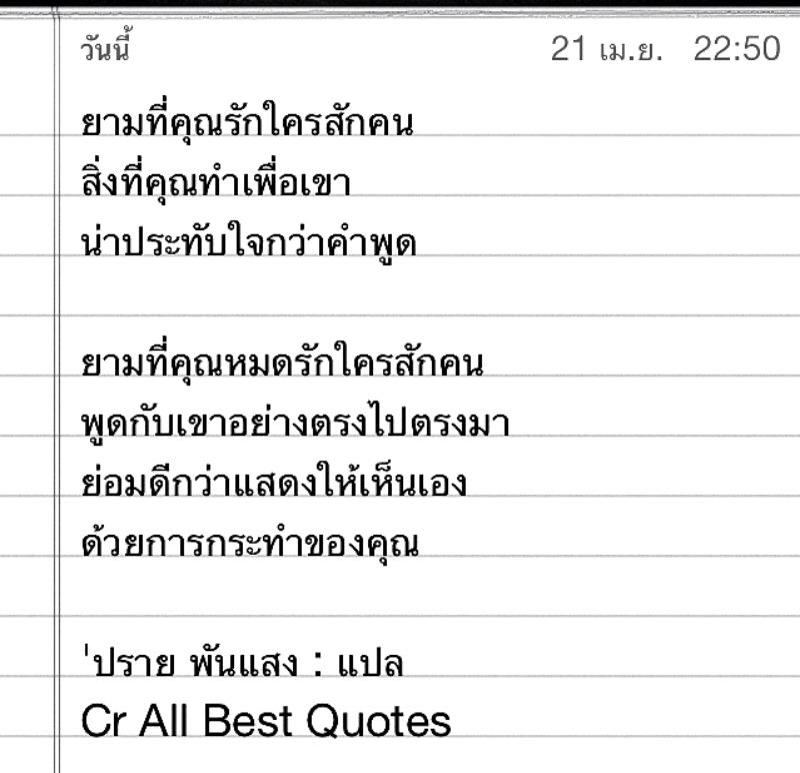 วันนี้ 21 เม.ย. 22:50
ยามที่คุณรักใครสักคน
สิ่งที่คุณทำเพื่อเขา
น่าประทับใจกว่าคำพูด
ยามที่คุณหมดรักใครสักคน
พูดกับเขาอย่างตรงไปตรงมา
ย่อมดีกว่าแสดงให้เห็นเอง
ด้วยการกระทำของคุณ
'ปราย พันแสง : แปล
Cr All Best Quotes